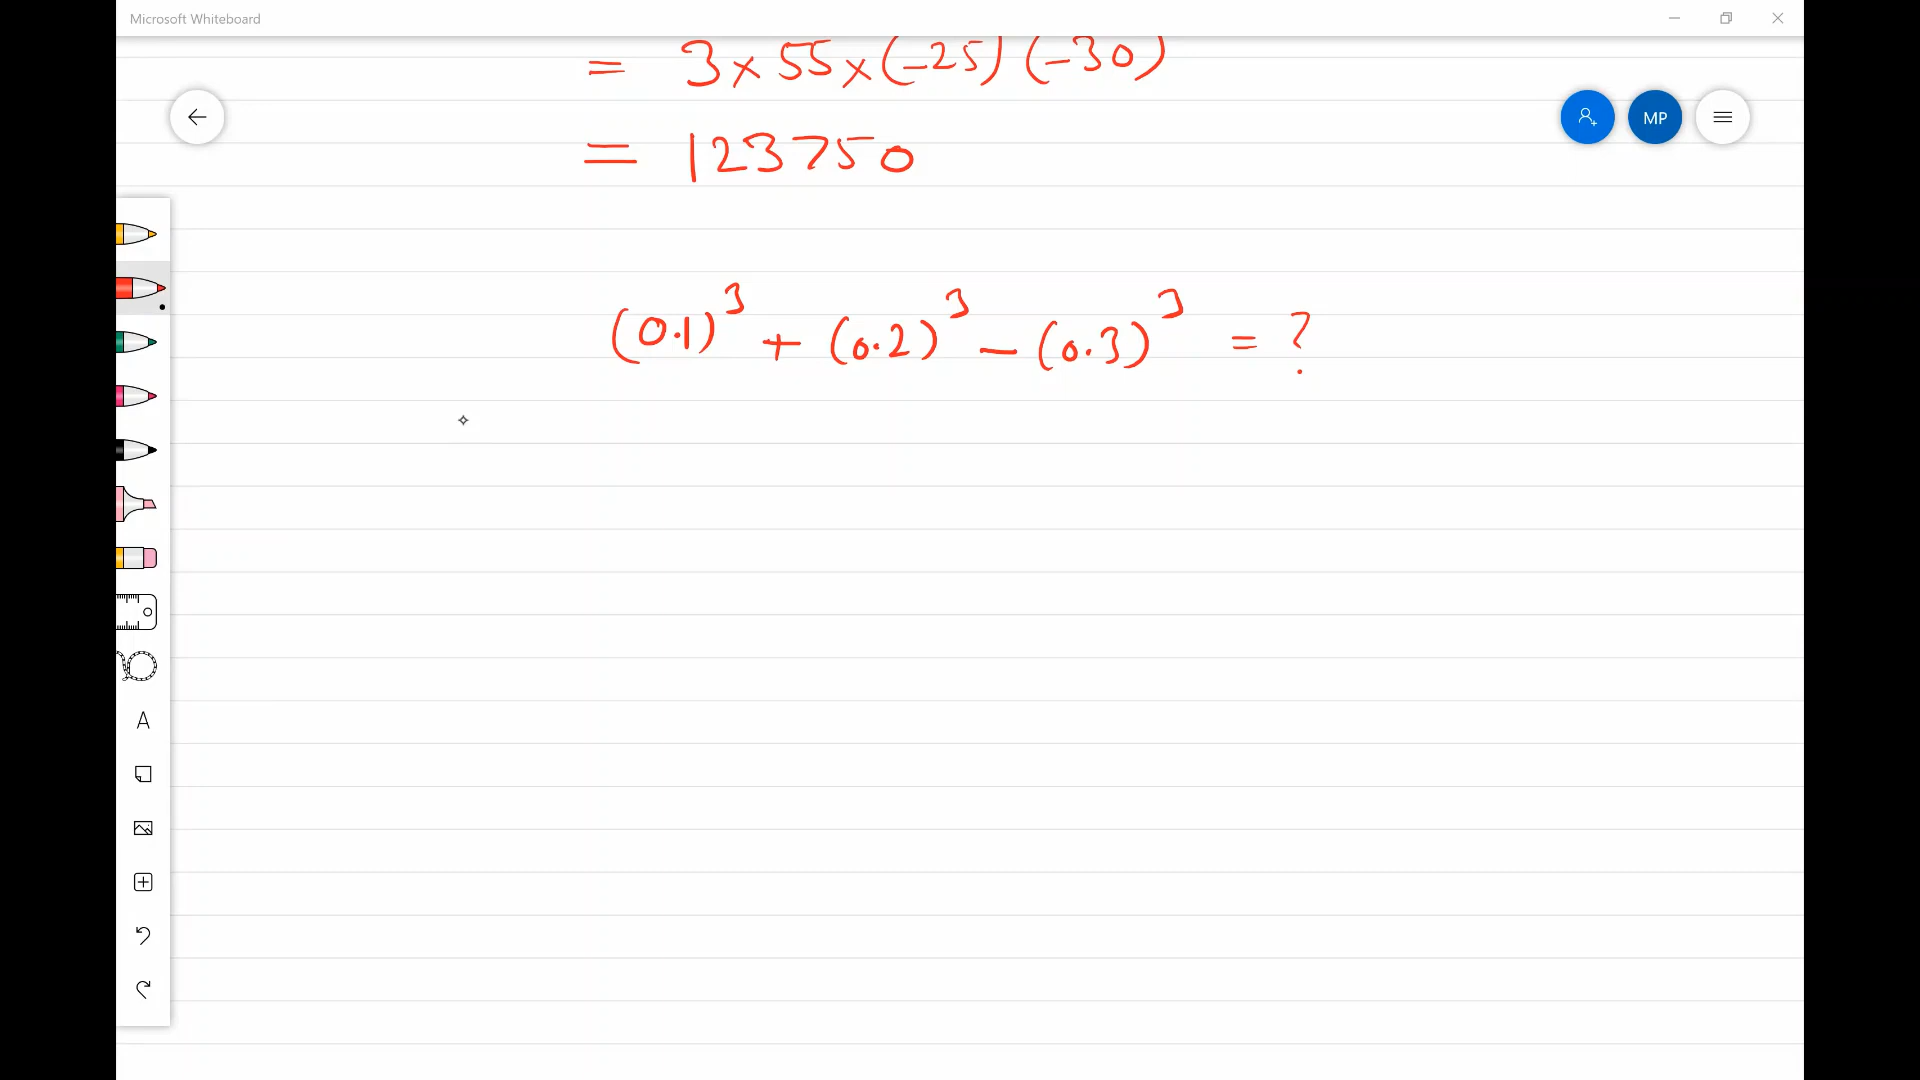 Microsoft Whiteboard
= 3 × 55 × (-25) (-30)
MP
= 123750
(0.1)³ + (0.2)³ - (0.3)³ = ?
A